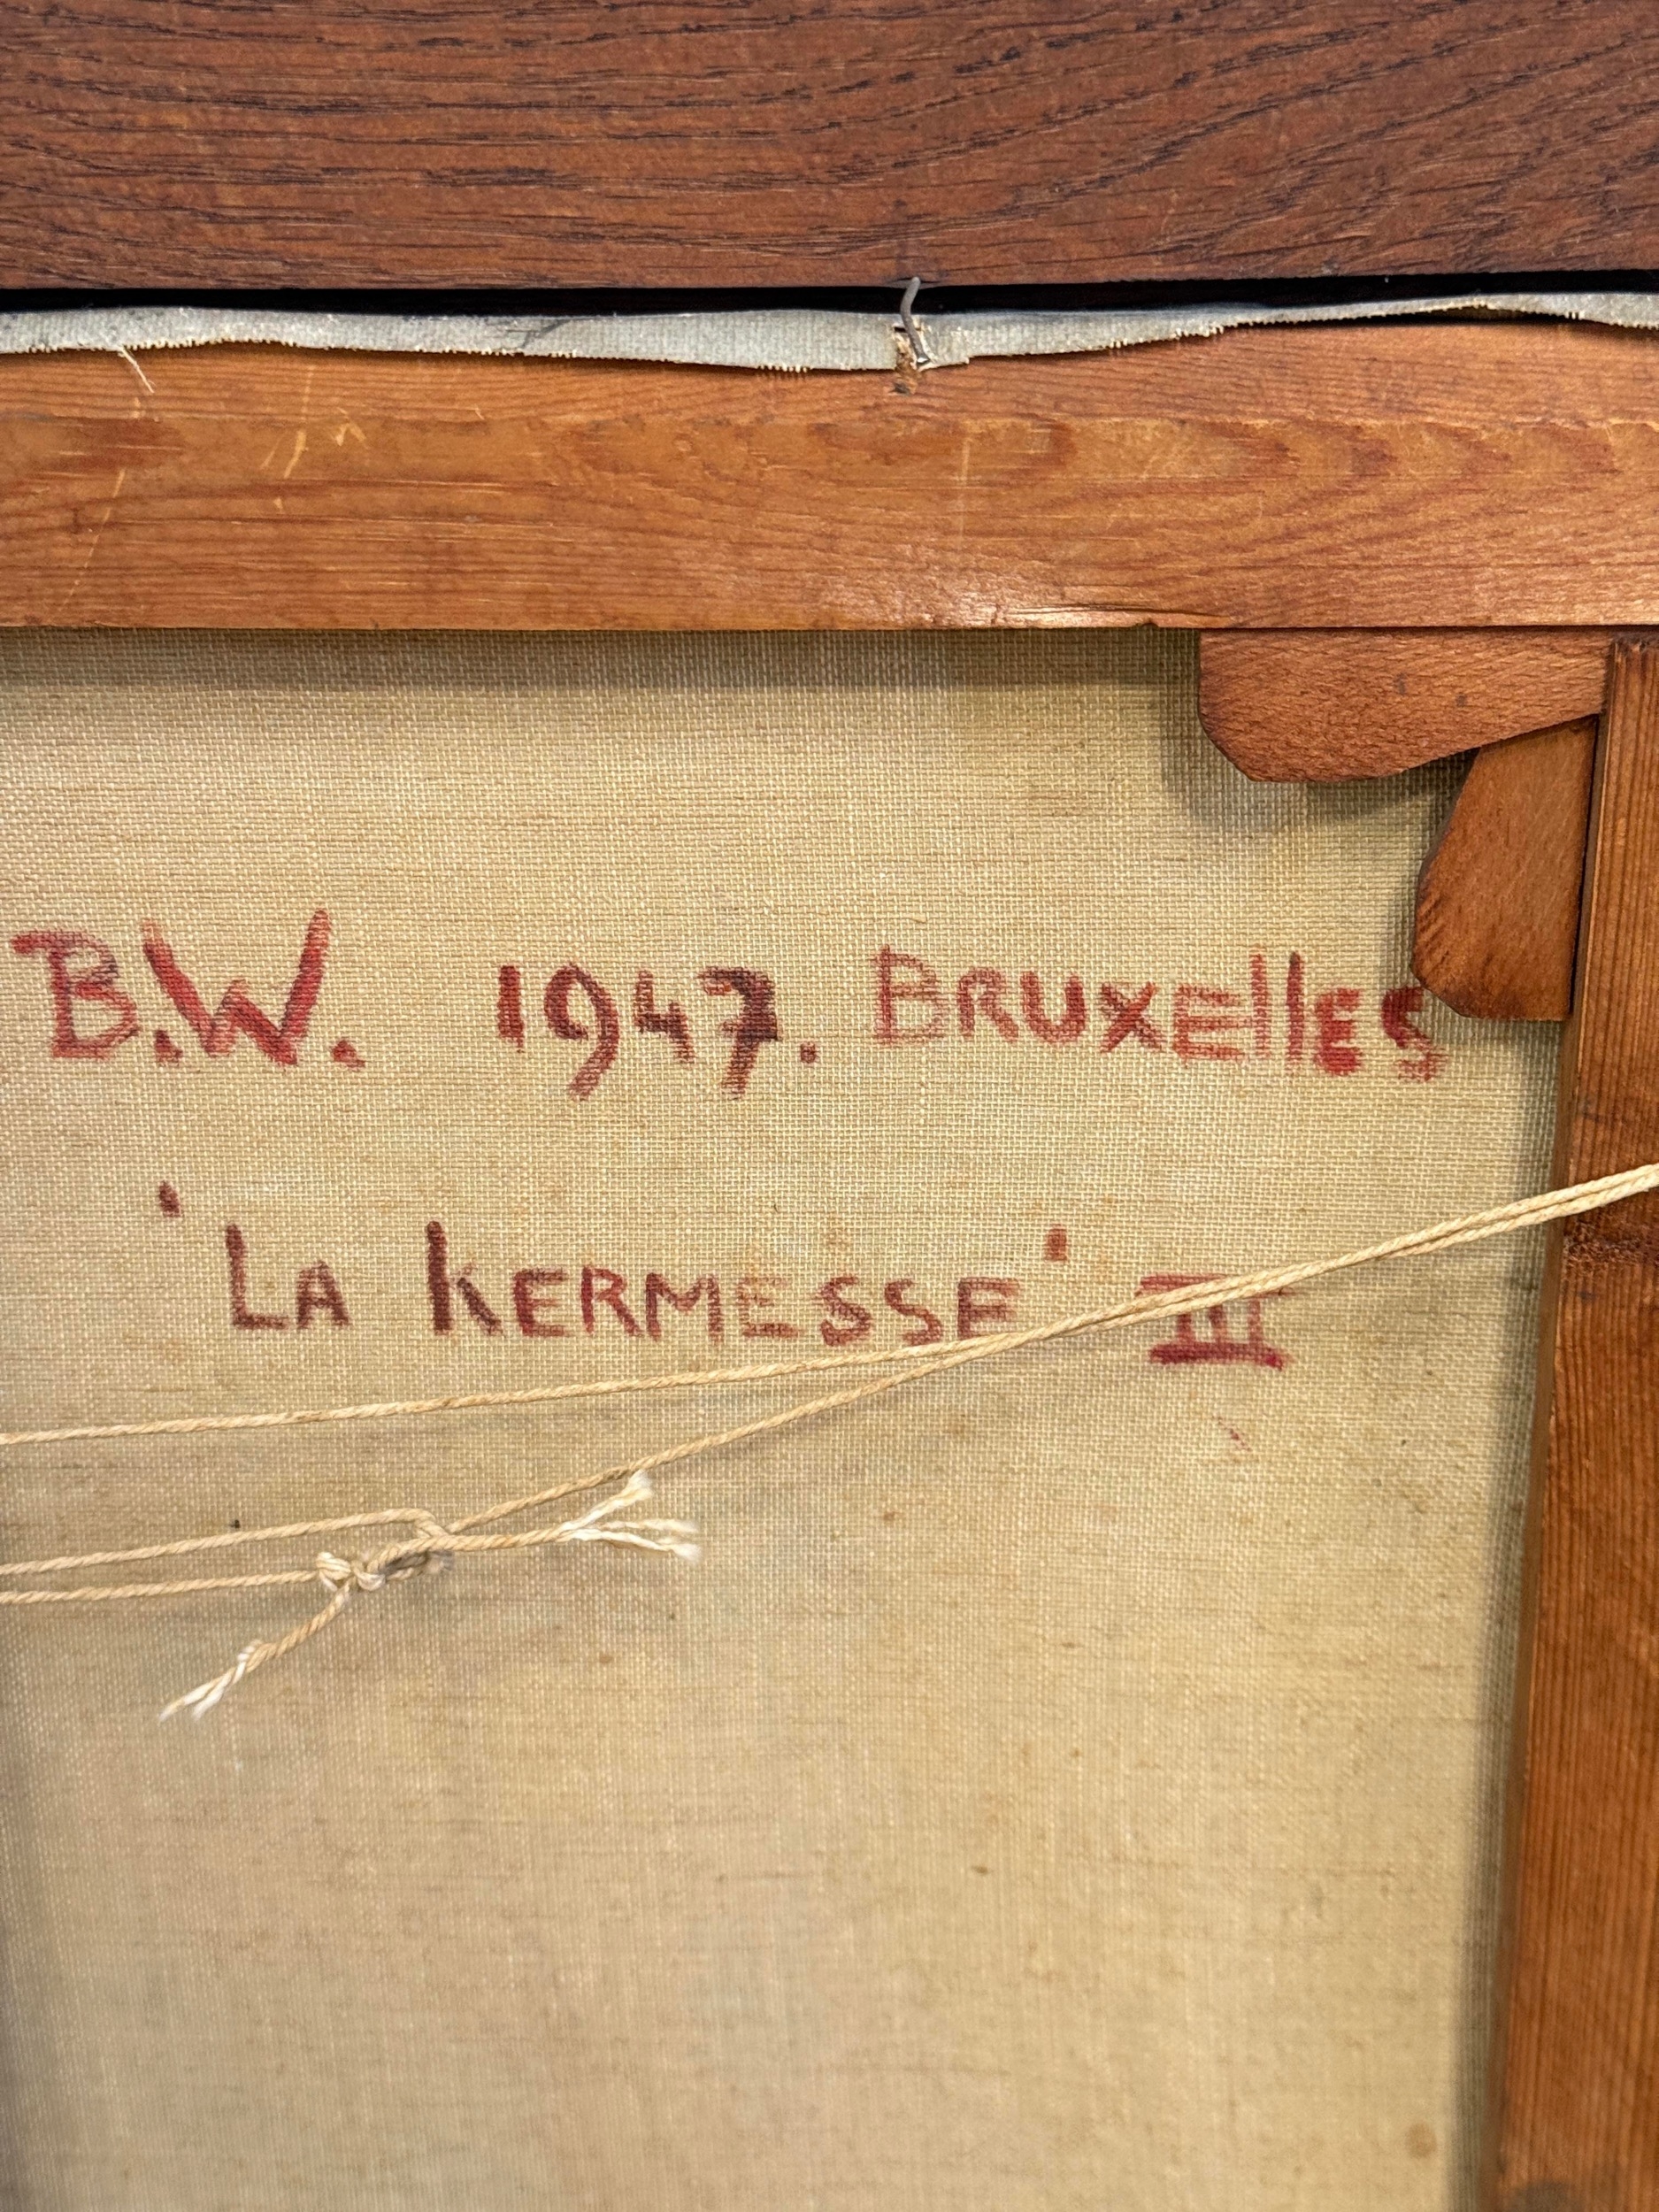 B.W. 1947. BRUXElleS
'LA KERMESSE' III